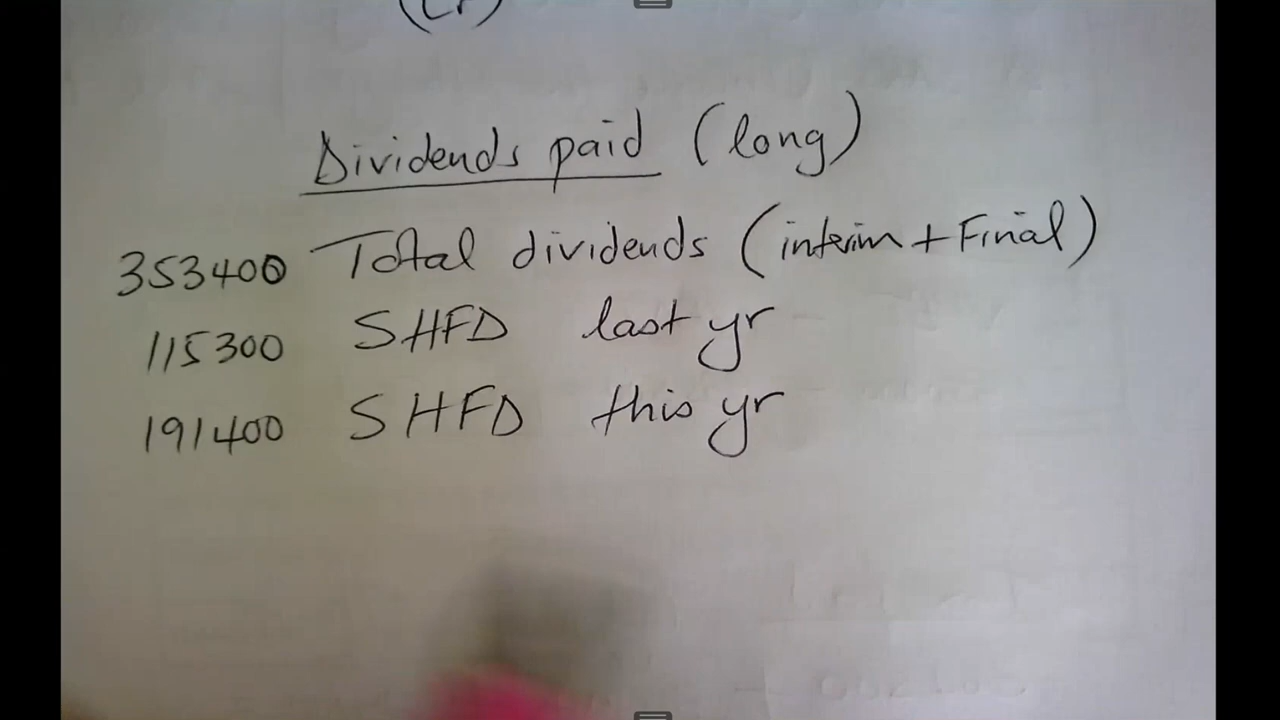 Dividends paid (long)
353400 Total dividends (interim + Final)
115300 SHFD last yr
191400 SHFD this yr